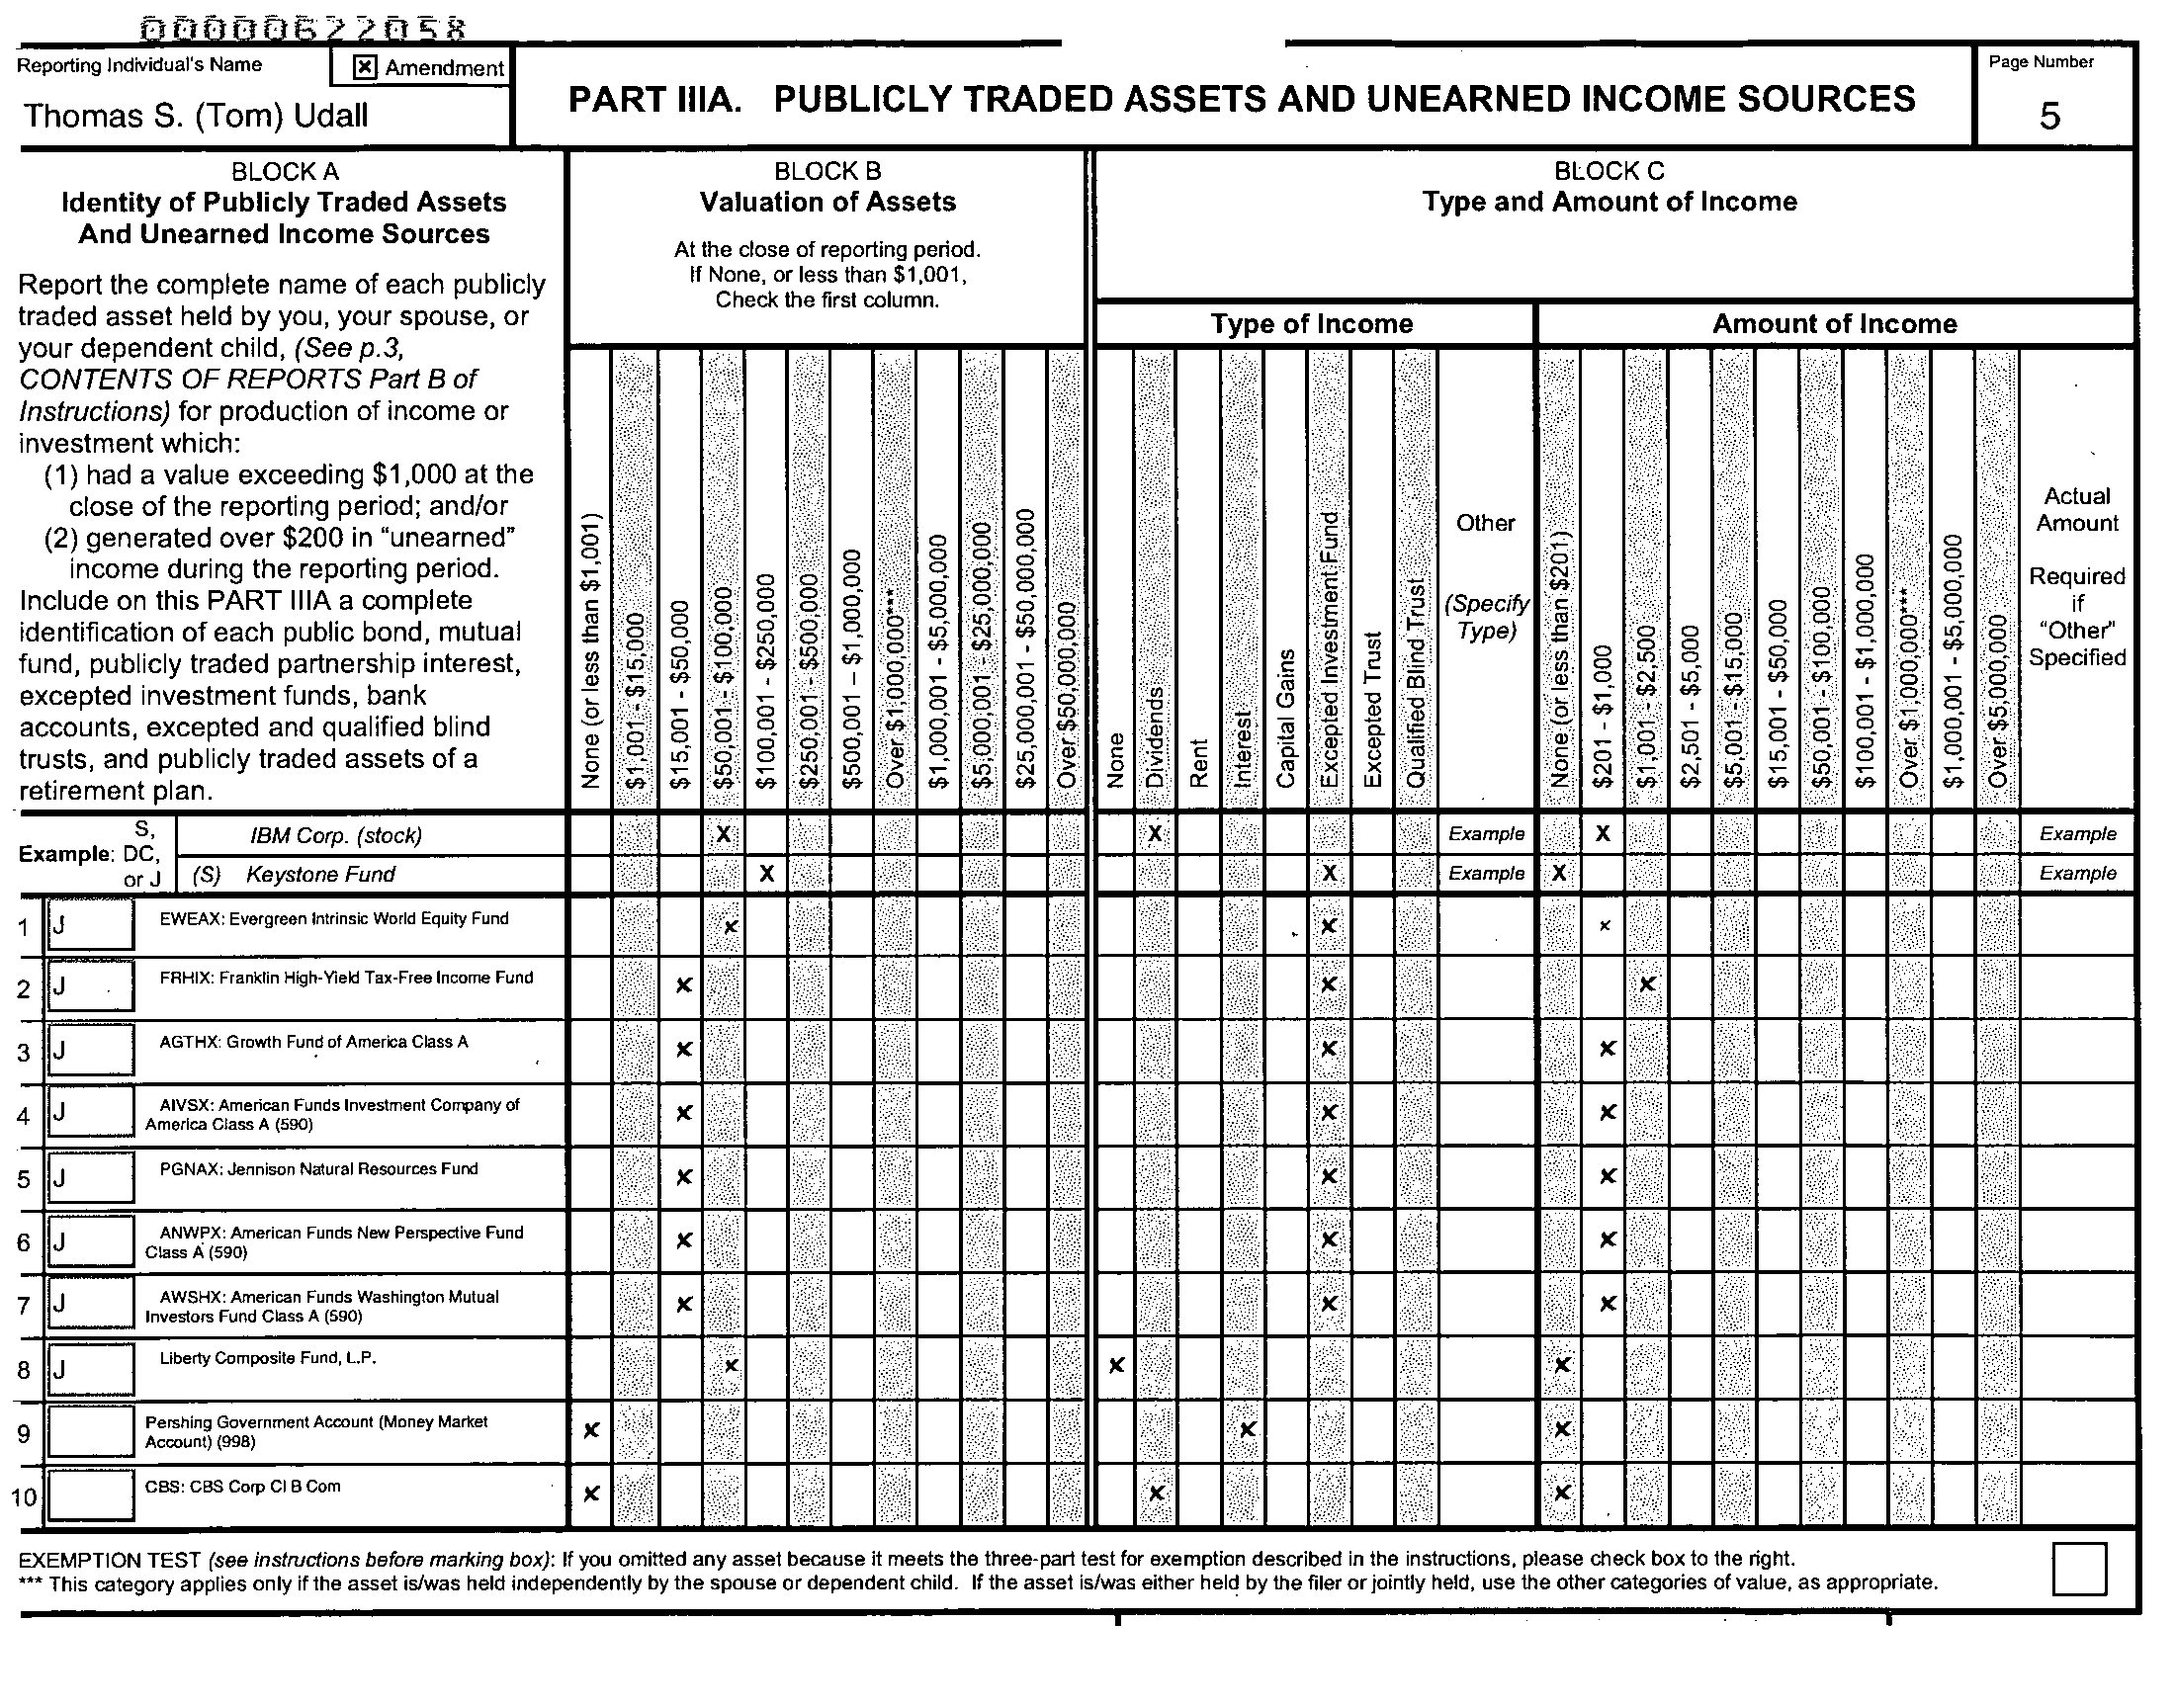 00000622058
Reporting Individual's Name
x Amendment
Thomas S. (Tom) Udall
PART IIIA. PUBLICLY TRADED ASSETS AND UNEARNED INCOME SOURCES
Page Number
5
BLOCK A
Identity of Publicly Traded Assets
And Unearned Income Sources
Report the complete name of each publicly
traded asset held by you, your spouse, or
your dependent child, (See p.3,
CONTENTS OF REPORTS Part B of
Instructions) for production of income or
investment which:
(1) had a value exceeding $1,000 at the
close of the reporting period; and/or
(2) generated over $200 in “unearned”
income during the reporting period.
Include on this PART IIIA a complete
identification of each public bond, mutual
fund, publicly traded partnership interest,
excepted investment funds, bank
accounts, excepted and qualified blind
trusts, and publicly traded assets of a
retirement plan.
BLOCK B
Valuation of Assets
At the close of reporting period.
If None, or less than $1,001,
Check the first column.
None (or less than $1,001)
$1,001 - $15,000
$15,001 - $50,000
$50,001 - $100,000
$100,001 - $250,000
$250,001 - $500,000
$500,001 – $1,000,000
Over $1,000,000***
$1,000,001 - $5,000,000
$5,000,001 - $25,000,000
$25,000,001 - $50,000,000
Over $50,000,000
BLOCK C
Type and Amount of Income
Type of Income
None
Dividends
Rent
Interest
Capital Gains
Excepted Investment Fund
Excepted Trust
Qualified Blind Trust
Other
(Specify
Type)
Amount of Income
None (or less than $201)
$201 - $1,000
$1,001 - $2,500
$2,501 - $5,000
$5,001 - $15,000
$15,001 - $50,000
$50,001 - $100,000
$100,001 - $1,000,000
Over $1,000,000***
$1,000,001 - $5,000,000
Over $5,000,000
Actual
Amount
Required
if
“Other”
Specified
Example: S, DC, or J
IBM Corp. (stock) X X Example X Example
(S) Keystone Fund X X Example X Example
1 J EWEAX: Evergreen Intrinsic World Equity Fund x x x
2 J FRHIX: Franklin High-Yield Tax-Free Income Fund x x x
3 J AGTHX: Growth Fund of America Class A x x x
4 J AIVSX: American Funds Investment Company of
America Class A (590) x x x
5 J PGNAX: Jennison Natural Resources Fund x x x
6 J ANWPX: American Funds New Perspective Fund
Class A (590) x x x
7 J AWSHX: American Funds Washington Mutual
Investors Fund Class A (590) x x x
8 J Liberty Composite Fund, L.P. x x x
9 Pershing Government Account (Money Market
Account) (998) x x x
10 CBS: CBS Corp Cl B Com x x x
EXEMPTION TEST (see instructions before marking box): If you omitted any asset because it meets the three-part test for exemption described in the instructions, please check box to the right.
*** This category applies only if the asset is/was held independently by the spouse or dependent child. If the asset is/was either held by the filer or jointly held, use the other categories of value, as appropriate.